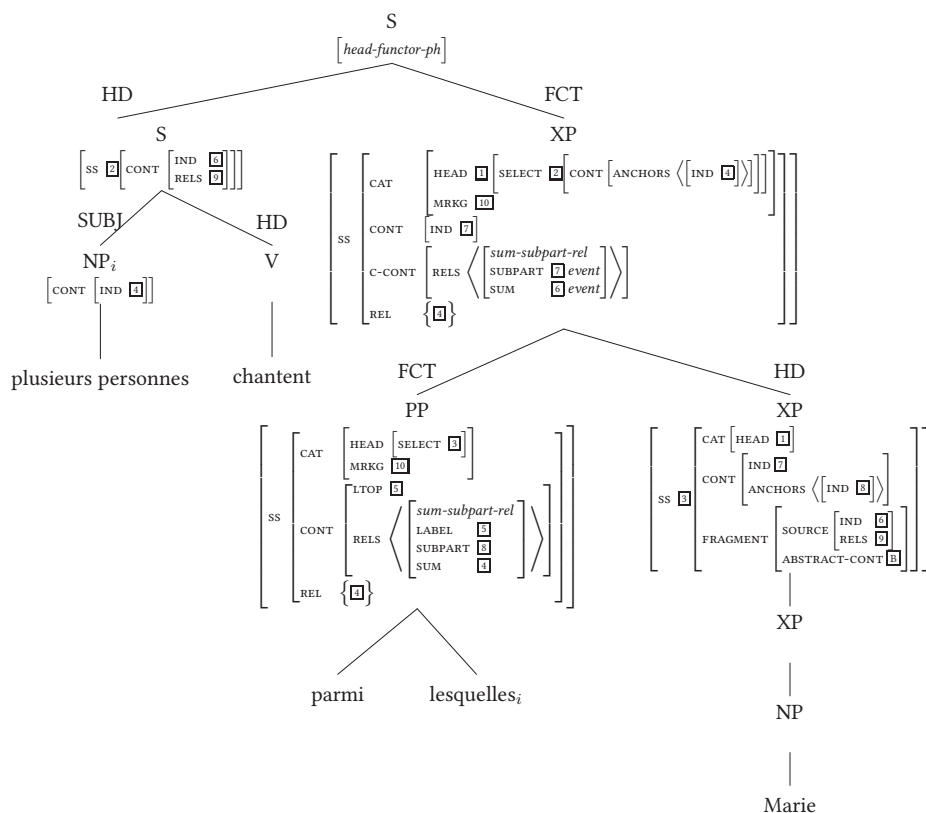 S
[head-functor-ph]
HD
FCT
S
[SS 2[CONT [IND 6
RELS 9]]]
XP
[SS [CAT [HEAD 1[SELECT 2[CONT [ANCHORS ⟨[IND 4]⟩]]]
MRKG 10]
CONT [IND 7]
C-CONT [RELS ⟨[sum-subpart-rel
SUBPART 7 event
SUM 6 event]⟩]
REL {4}]]
SUBJ
HD
NPi
V
[CONT [IND 4]]
plusieurs personnes
chantent
FCT
HD
PP
XP
[SS [CAT [HEAD [SELECT 3]
MRKG 10]
CONT [LTOP 5
RELS ⟨[sum-subpart-rel
LABEL 5
SUBPART 8
SUM 4]⟩]
REL {4}]]
[SS 3[CAT [HEAD 1]
CONT [IND 7
ANCHORS ⟨[IND 8]⟩]
FRAGMENT [SOURCE [IND 6
RELS 9]
ABSTRACT-CONT B]]]
XP
parmi
lesquellesi
NP
Marie